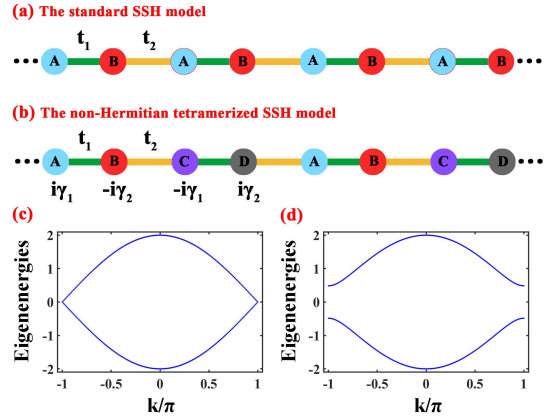 (a) The standard SSH model
t1 t2
••• A B A B A B A B •••
(b) The non-Hermitian tetramerized SSH model
t1 t2
••• A B C D A B C D •••
iγ1 -iγ2 -iγ1 iγ2
(c) (d)
Eigenenergies
2
1
0
-1
-2
-1 -0.5 0 0.5 1
k/π
Eigenenergies
2
1
0
-1
-2
-1 -0.5 0 0.5 1
k/π